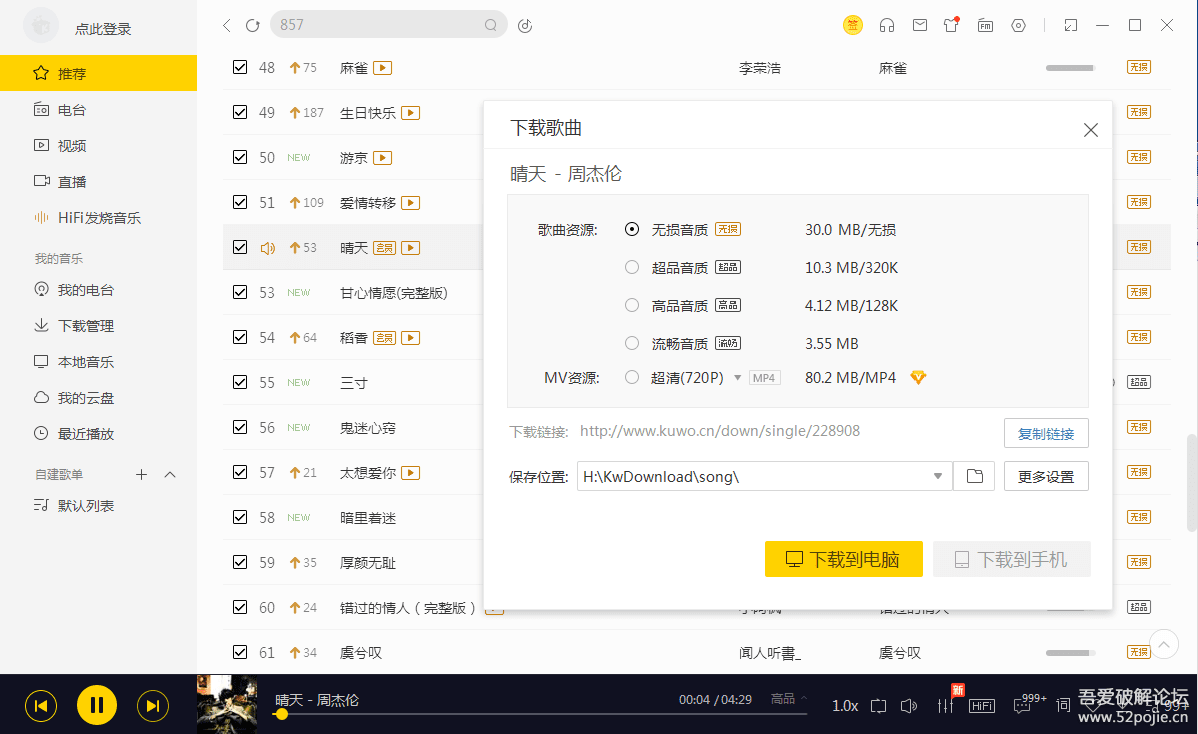 点此登录
857
签
推荐
电台
视频
直播
HiFi发烧音乐
我的音乐
我的电台
下载管理
本地音乐
我的云盘
最近播放
自建歌单
默认列表
48 75 麻雀 李荣浩 麻雀 无损
49 187 生日快乐 无损
50 NEW 游京 无损
51 109 爱情转移 无损
53 晴天 会员 无损
53 NEW 甘心情愿(完整版) 无损
54 64 稻香 会员 无损
55 NEW 三寸 超品
56 NEW 鬼迷心窍 无损
57 21 太想爱你 无损
58 NEW 暗里着迷 无损
59 35 厚颜无耻 无损
60 24 错过的情人（完整版） 错过的情人 超品
61 34 虞兮叹 闻人听書_ 虞兮叹 无损
下载歌曲
晴天 - 周杰伦
歌曲资源: 无损音质 无损 30.0 MB/无损
超品音质 超品 10.3 MB/320K
高品音质 高品 4.12 MB/128K
流畅音质 流畅 3.55 MB
MV资源: 超清(720P) MP4 80.2 MB/MP4
下载链接: http://www.kuwo.cn/down/single/228908 复制链接
保存位置: H:\KwDownload\song\ 更多设置
下载到电脑 下载到手机
晴天 - 周杰伦
00:04 / 04:29 高品
1.0x 新 HiFi 999+ 词 99+
吾爱破解论坛
www.52pojie.cn